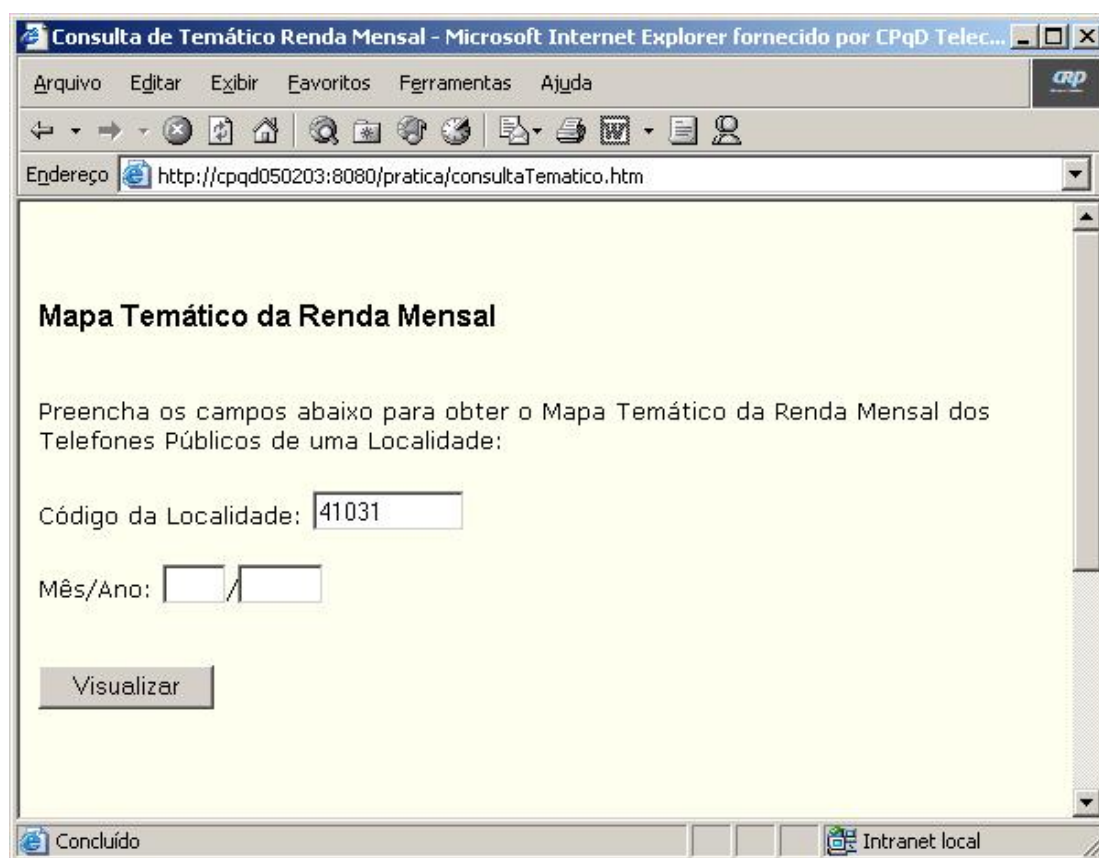 Consulta de Temático Renda Mensal - Microsoft Internet Explorer fornecido por CPqD Telec...
Arquivo Editar Exibir Favoritos Ferramentas Ajuda
Endereço http://cpqd050203:8080/pratica/consultaTematico.htm
Mapa Temático da Renda Mensal
Preencha os campos abaixo para obter o Mapa Temático da Renda Mensal dos
Telefones Públicos de uma Localidade:
Código da Localidade: 41031
Mês/Ano: /
Visualizar
Concluído Intranet local